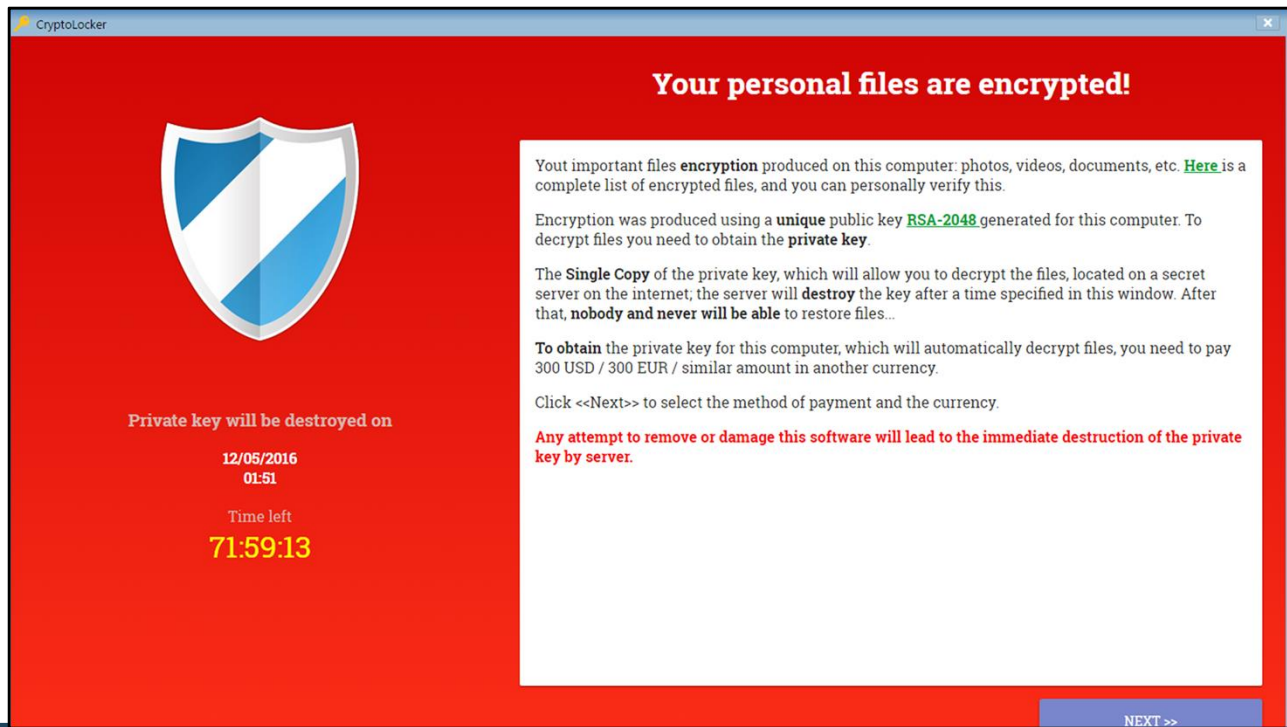 CryptoLocker
Your personal files are encrypted!
Yout important files encryption produced on this computer: photos, videos, documents, etc. Here is a
complete list of encrypted files, and you can personally verify this.
Encryption was produced using a unique public key RSA-2048 generated for this computer. To
decrypt files you need to obtain the private key.
The Single Copy of the private key, which will allow you to decrypt the files, located on a secret
server on the internet; the server will destroy the key after a time specified in this window. After
that, nobody and never will be able to restore files...
To obtain the private key for this computer, which will automatically decrypt files, you need to pay
300 USD / 300 EUR / similar amount in another currency.
Click <<Next>> to select the method of payment and the currency.
Any attempt to remove or damage this software will lead to the immediate destruction of the private
key by server.
Private key will be destroyed on
12/05/2016
01:51
Time left
71:59:13
NEXT >>